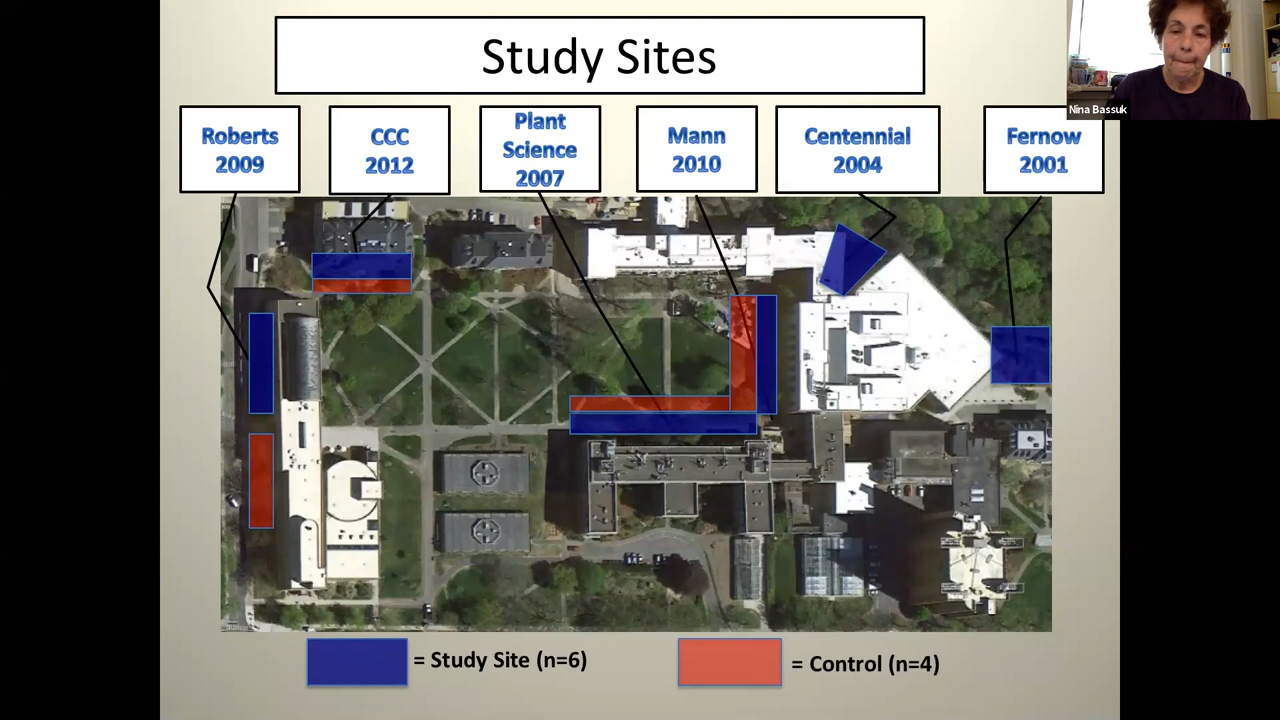 Study Sites
Nina Bassuk
Roberts
2009
CCC
2012
Plant
Science
2007
Mann
2010
Centennial
2004
Fernow
2001
= Study Site (n=6)
= Control (n=4)